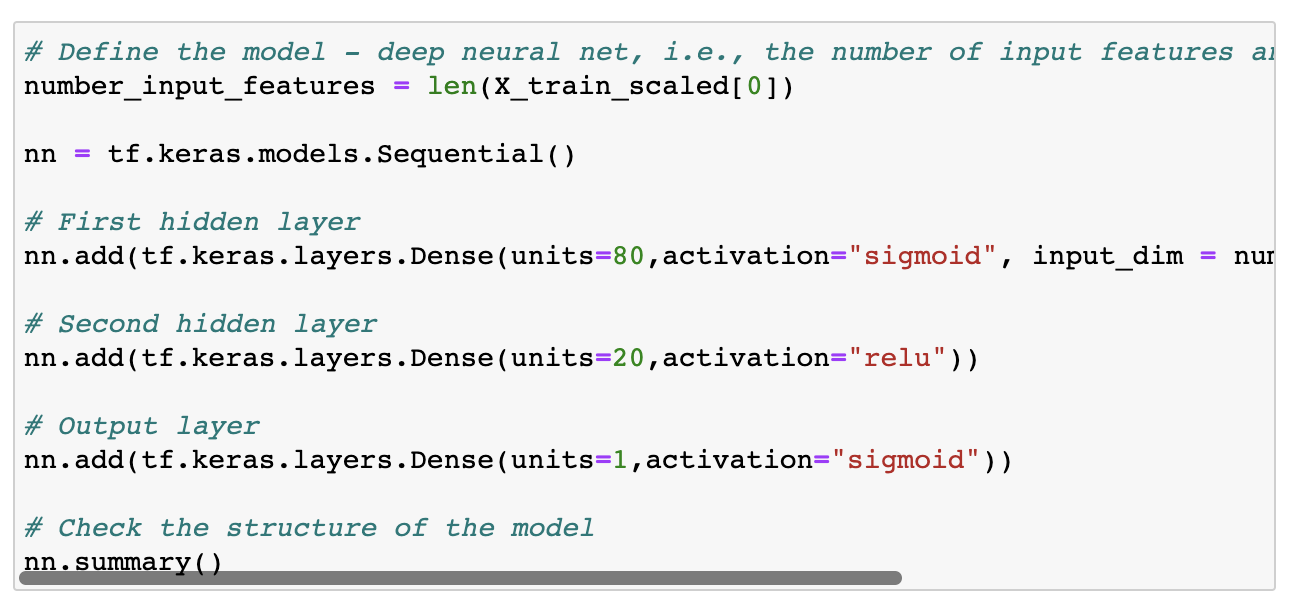 # Define the model - deep neural net, i.e., the number of input features
number_input_features = len(X_train_scaled[0])
nn = tf.keras.models.Sequential()
# First hidden layer
nn.add(tf.keras.layers.Dense(units=80,activation="sigmoid", input_dim =
# Second hidden layer
nn.add(tf.keras.layers.Dense(units=20,activation="relu"))
# Output layer
nn.add(tf.keras.layers.Dense(units=1,activation="sigmoid"))
# Check the structure of the model
nn.summary()